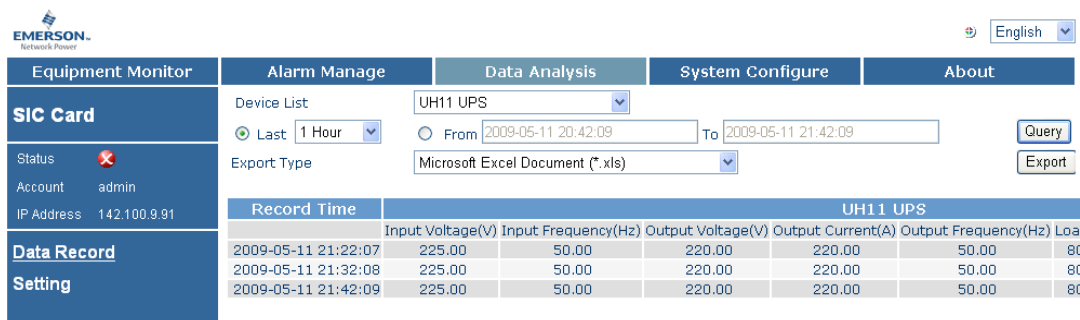 EMERSON™
Network Power
English
Equipment Monitor Alarm Manage Data Analysis System Configure About
SIC Card
Device List UH11 UPS
Last 1 Hour From 2009-05-11 20:42:09 To 2009-05-11 21:42:09 Query
Export Type Microsoft Excel Document (*.xls) Export
Status
Account admin
IP Address 142.100.9.91
Data Record
Setting
Record Time UH11 UPS
Input Voltage(V) Input Frequency(Hz) Output Voltage(V) Output Current(A) Output Frequency(Hz) Loa
2009-05-11 21:22:07 225.00 50.00 220.00 220.00 50.00 80
2009-05-11 21:32:08 225.00 50.00 220.00 220.00 50.00 80
2009-05-11 21:42:09 225.00 50.00 220.00 220.00 50.00 80